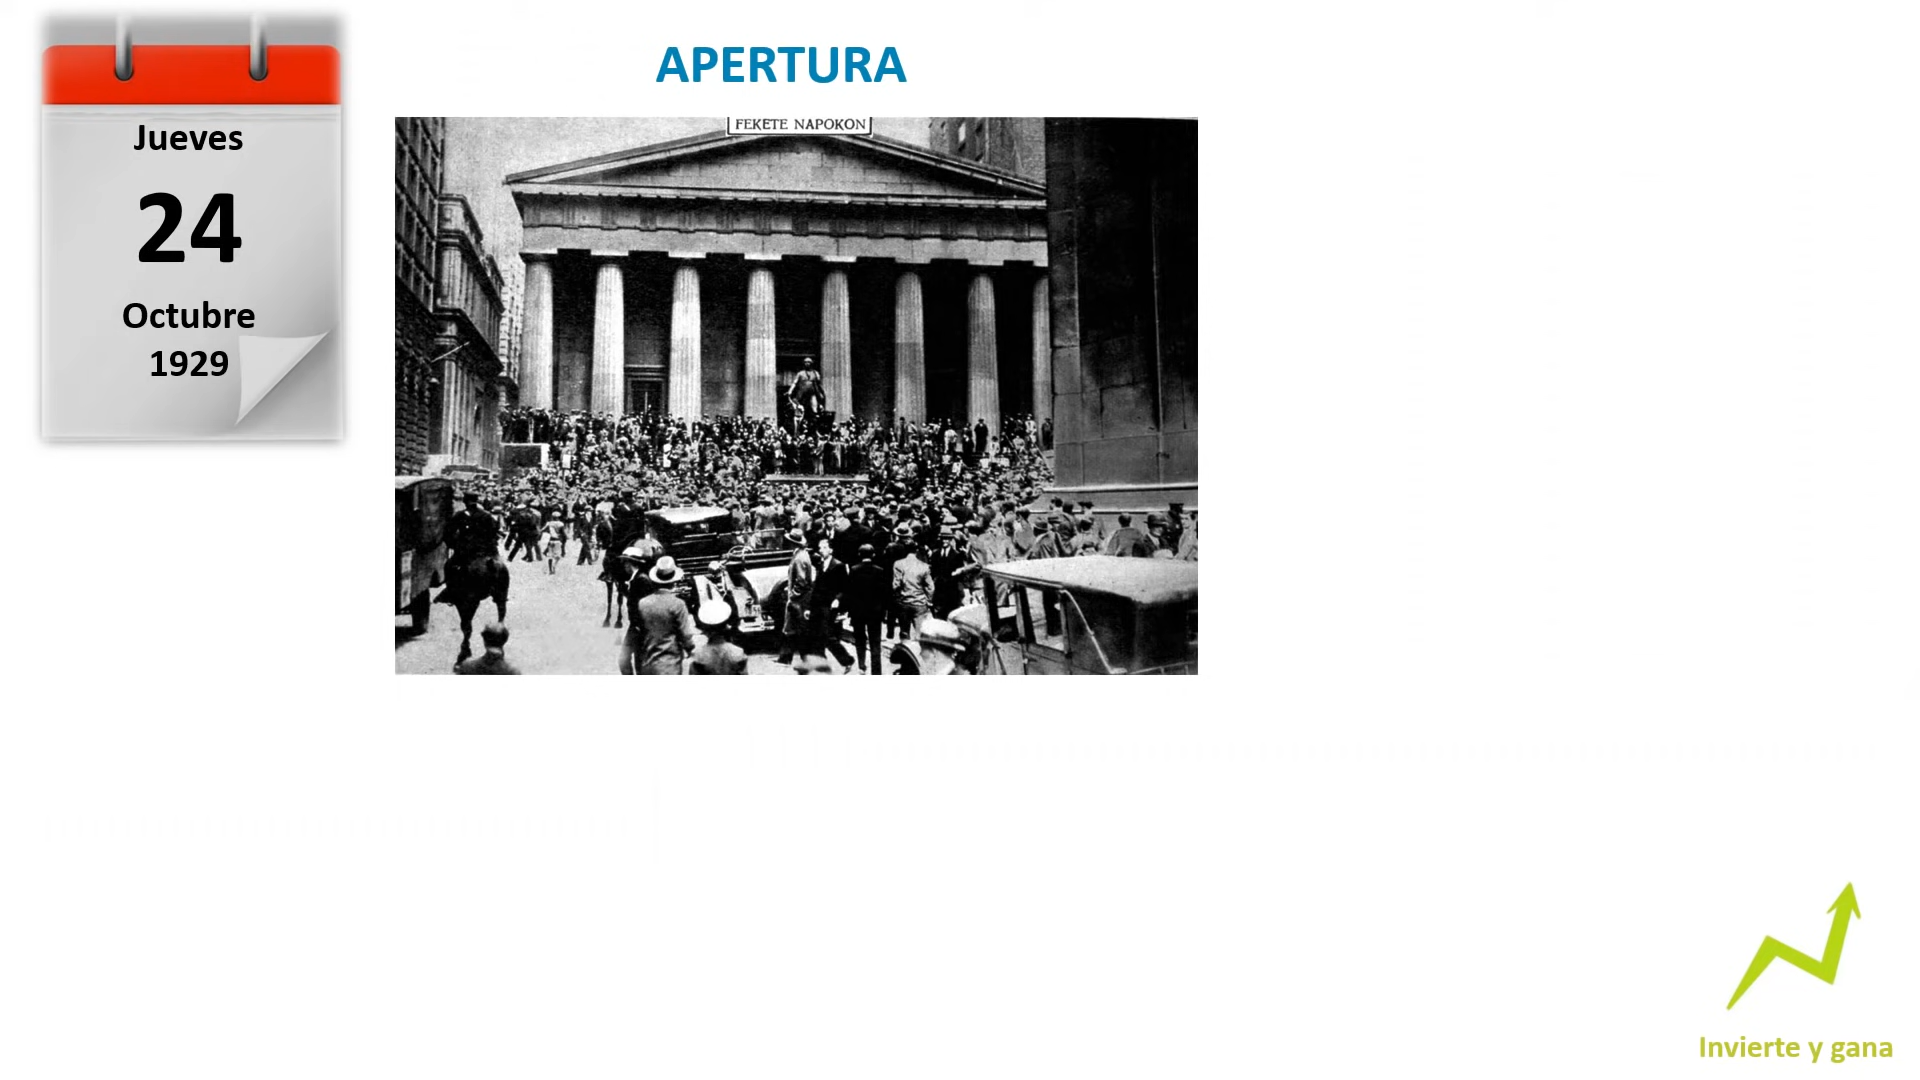 Jueves
24
Octubre
1929
APERTURA
FEKETE NAPOKON
Invierte y gana